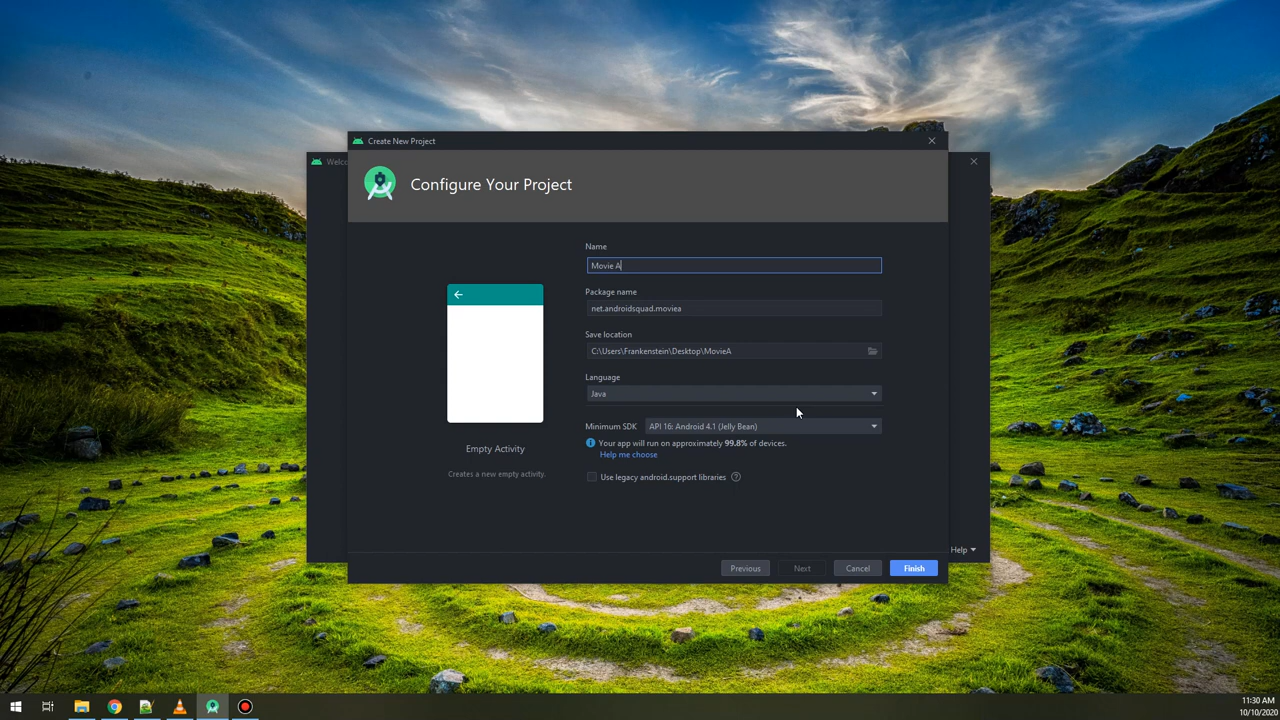 Create New Project
Welc
Configure Your Project
Name
Movie A
Package name
net.androidsquad.moviea
Save location
C:\Users\Frankenstein\Desktop\MovieA
Language
Java
Minimum SDK
API 16: Android 4.1 (Jelly Bean)
Your app will run on approximately 99.8% of devices.
Help me choose
Use legacy android.support libraries
?
Empty Activity
Creates a new empty activity.
Help
Previous
Next
Cancel
Finish
11:30 AM
10/10/2020